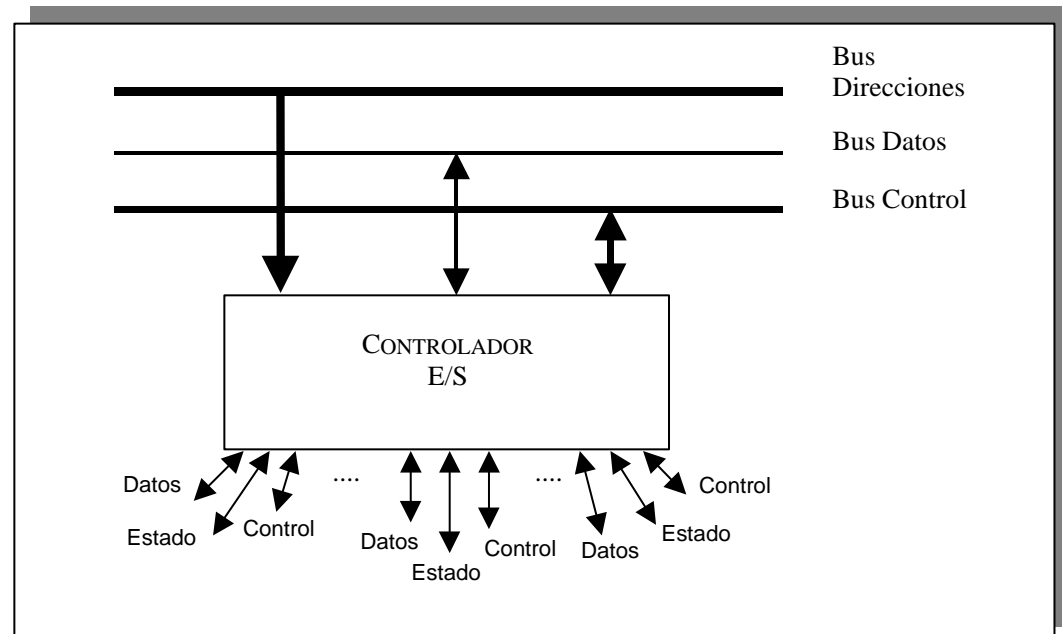 Bus
Direcciones
Bus Datos
Bus Control
CONTROLADOR
E/S
Datos
Estado
Control
....
Datos
Estado
Control
....
Datos
Estado
Control